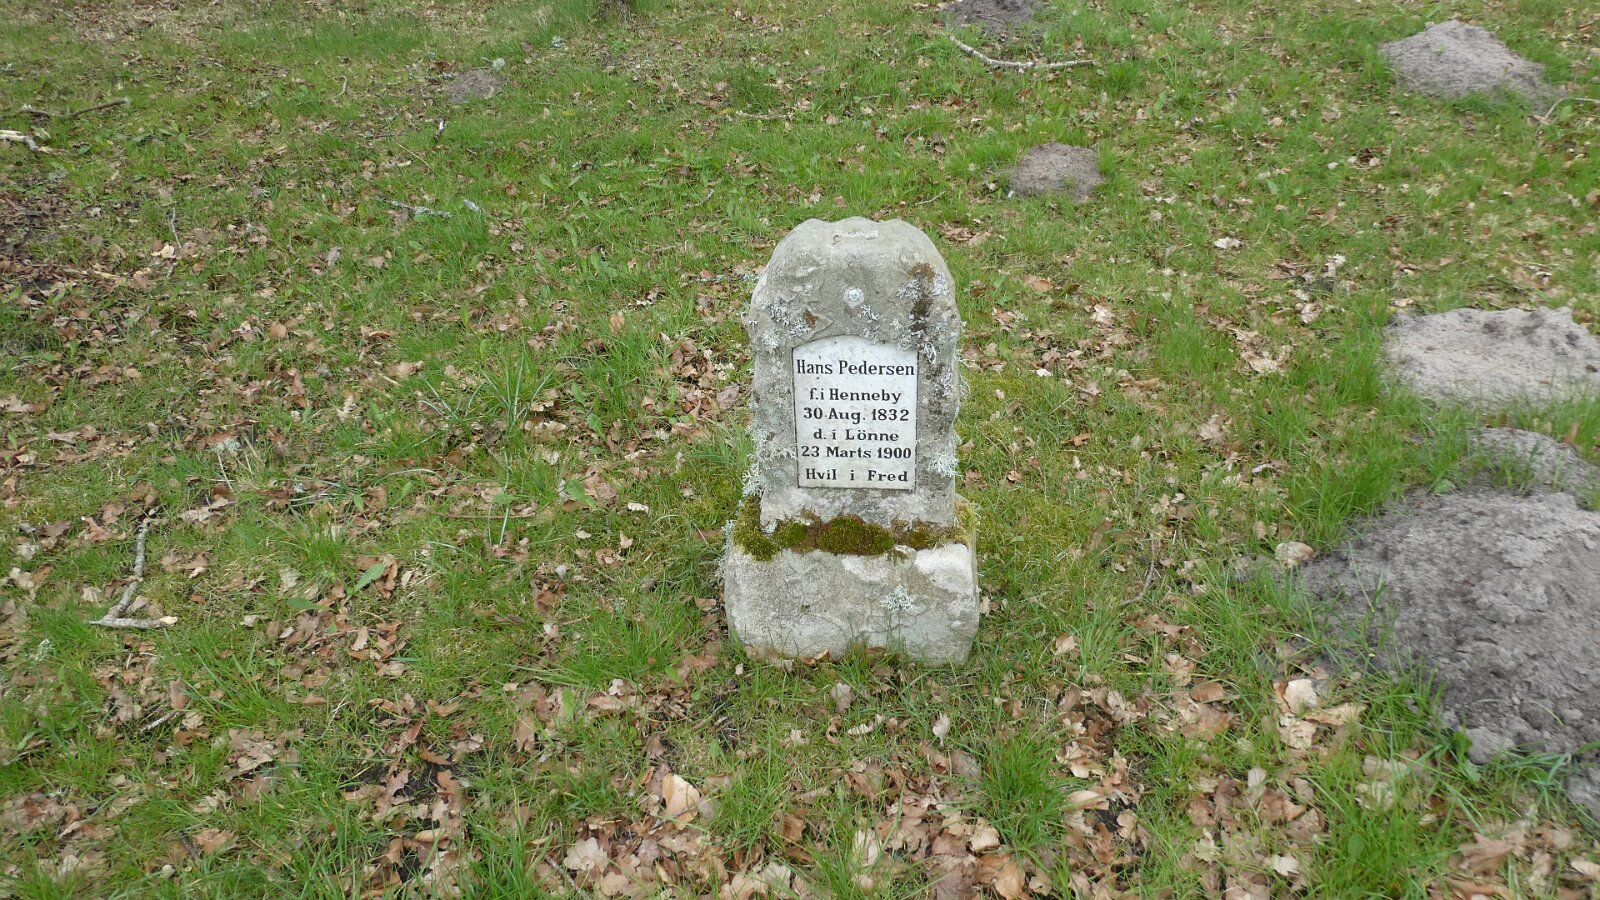 Hans Pedersen
f. i Henneby
30 Aug. 1832
d. i Lönne
23 Marts 1900
Hvil i Fred